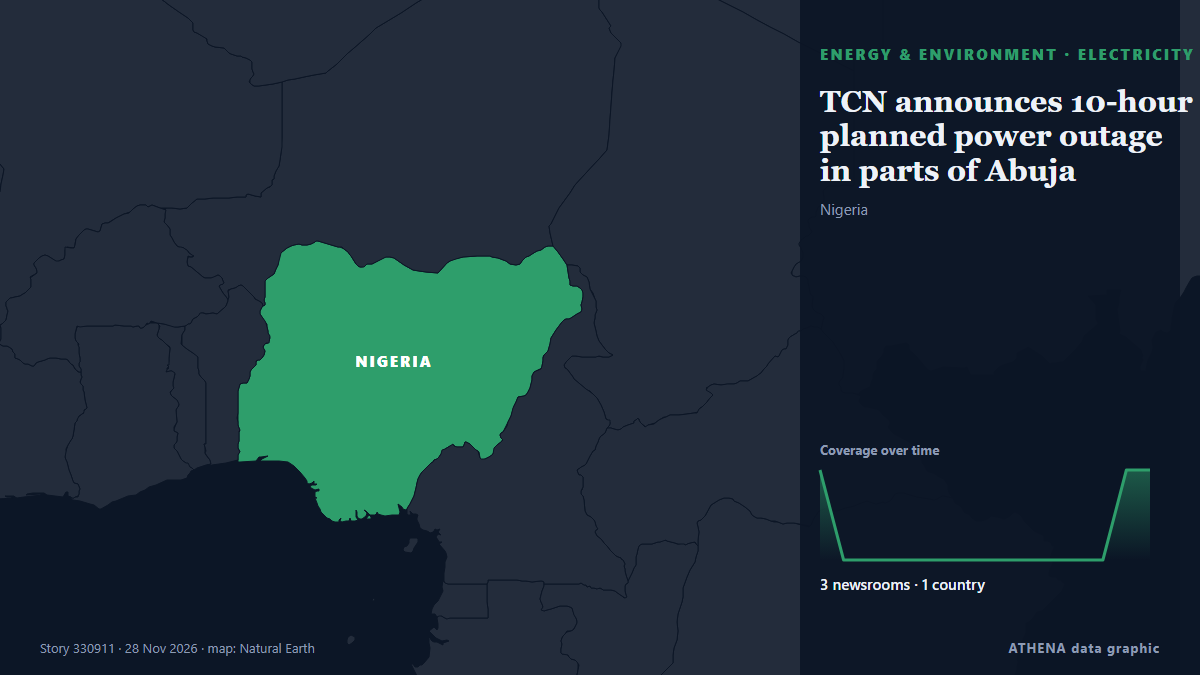 ENERGY & ENVIRONMENT · ELECTRICITY
TCN announces 10-hour
planned power outage
in parts of Abuja
Nigeria
NIGERIA
Coverage over time
3 newsrooms · 1 country
Story 330911 · 28 Nov 2026 · map: Natural Earth
ATHENA data graphic